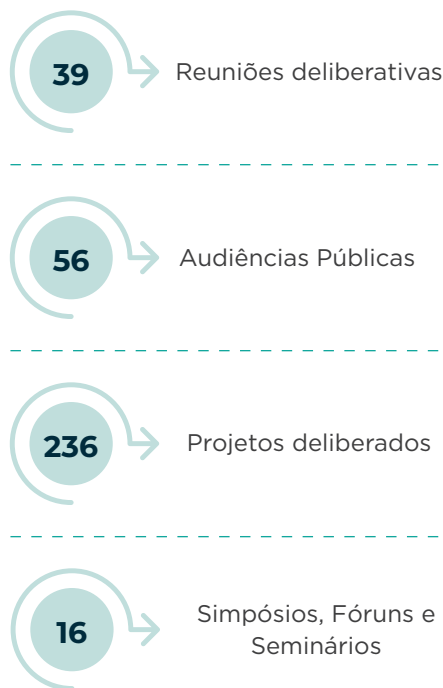 39
Reuniões deliberativas
56
Audiências Públicas
236
Projetos deliberados
16
Simpósios, Fóruns e
Seminários